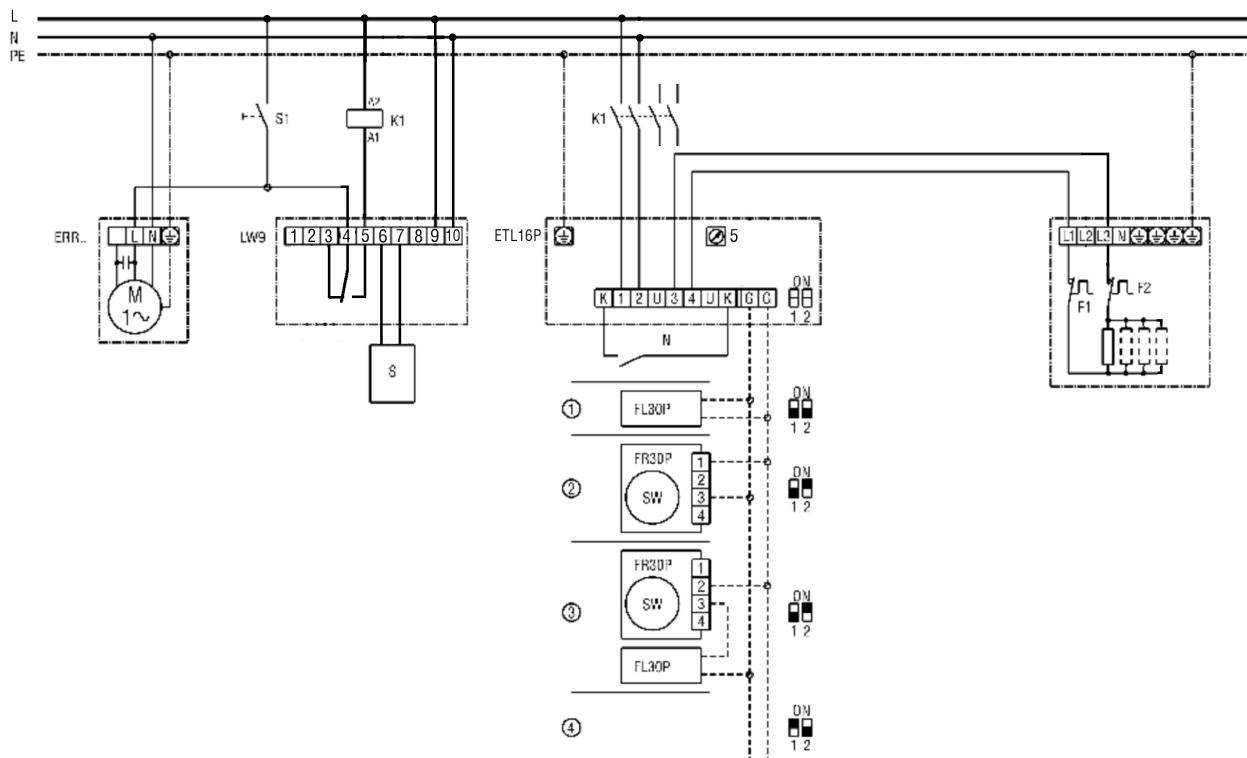 L
N
PE
S1
A2
K1
A1
K1
ERR..
L N
M
1~
LW9
1 2 3 4 5 6 7 8 9 10
S
ETL16P
5
K 1 2 U 3 4 U K G G
ON
1 2
N
L1 L2 L3 N
F1
F2
1
FL30P
ON
1 2
2
FR30P
SW
1
2
3
4
ON
1 2
3
FR30P
SW
1
2
3
4
FL30P
ON
1 2
4
ON
1 2